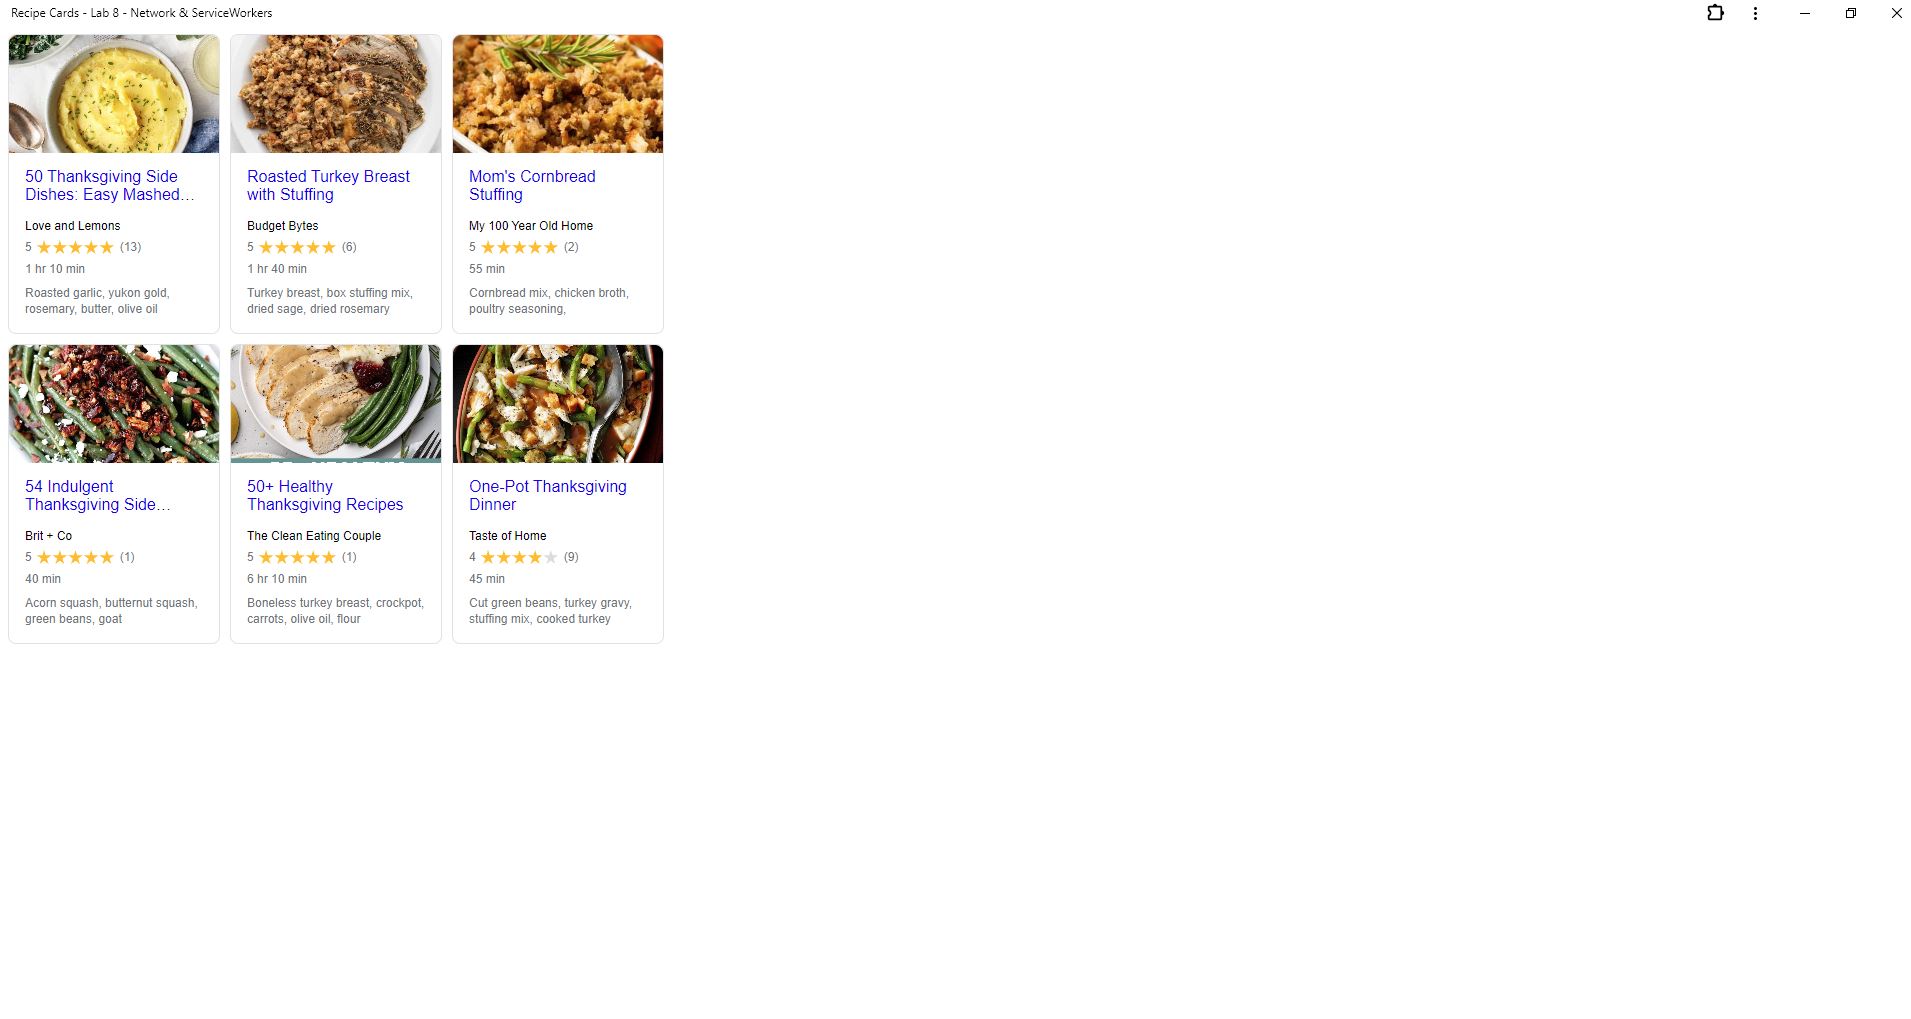 Recipe Cards - Lab 8 - Network & ServiceWorkers
50 Thanksgiving Side
Dishes: Easy Mashed…
Love and Lemons
5 (13)
1 hr 10 min
Roasted garlic, yukon gold,
rosemary, butter, olive oil
Roasted Turkey Breast
with Stuffing
Budget Bytes
5 (6)
1 hr 40 min
Turkey breast, box stuffing mix,
dried sage, dried rosemary
Mom's Cornbread
Stuffing
My 100 Year Old Home
5 (2)
55 min
Cornbread mix, chicken broth,
poultry seasoning,
54 Indulgent
Thanksgiving Side…
Brit + Co
5 (1)
40 min
Acorn squash, butternut squash,
green beans, goat
50+ Healthy
Thanksgiving Recipes
The Clean Eating Couple
5 (1)
6 hr 10 min
Boneless turkey breast, crockpot,
carrots, olive oil, flour
One-Pot Thanksgiving
Dinner
Taste of Home
4 (9)
45 min
Cut green beans, turkey gravy,
stuffing mix, cooked turkey